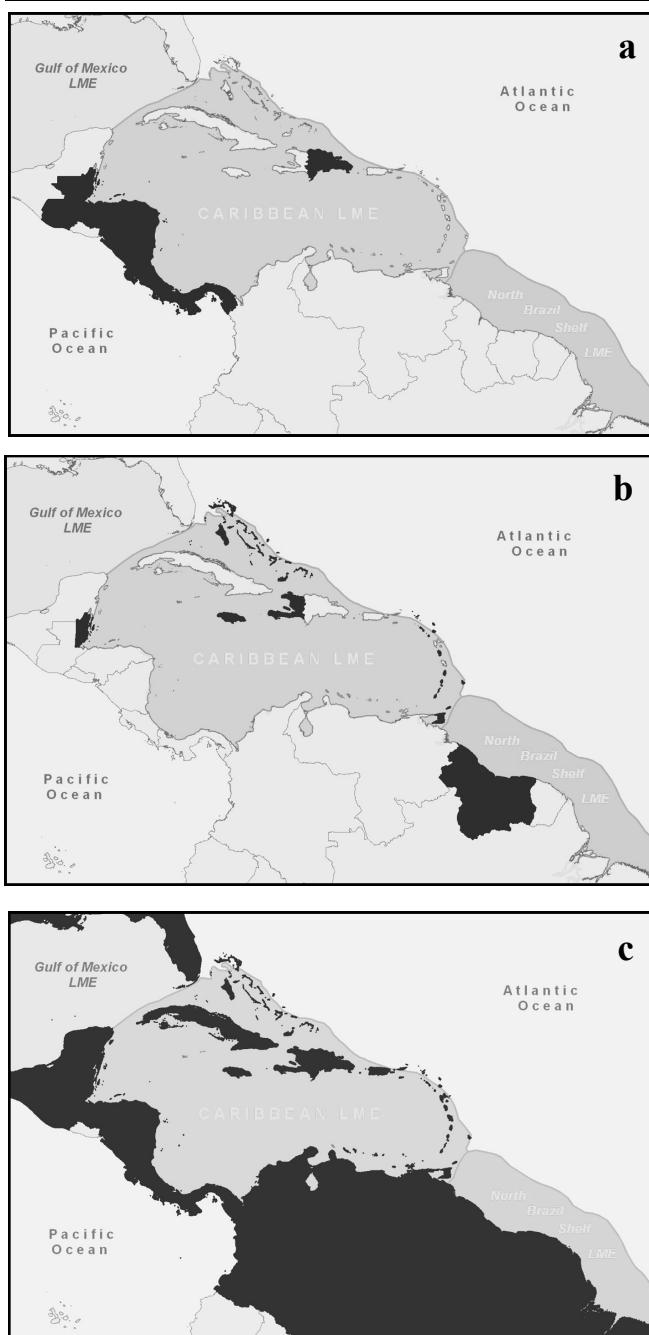 a
Gulf of Mexico
LME
Atlantic
Ocean
CARIBBEAN LME
North
Brazil
Shelf
LME
Pacific
Ocean
b
Gulf of Mexico
LME
Atlantic
Ocean
CARIBBEAN LME
North
Brazil
Shelf
LME
Pacific
Ocean
c
Gulf of Mexico
LME
Atlantic
Ocean
CARIBBEAN LME
North
Brazil
Shelf
LME
Pacific
Ocean